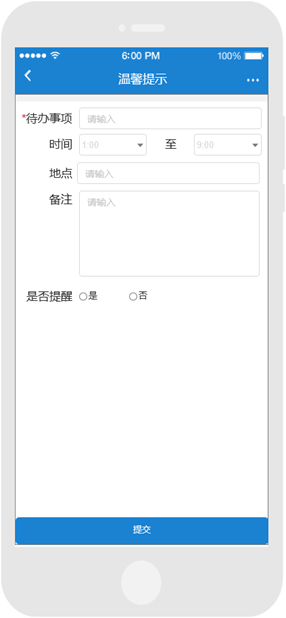 6:00 PM 100%
温馨提示
*待办事项 请输入
时间 1:00 至 9:00
地点 请输入
备注 请输入
是否提醒 是 否
提交